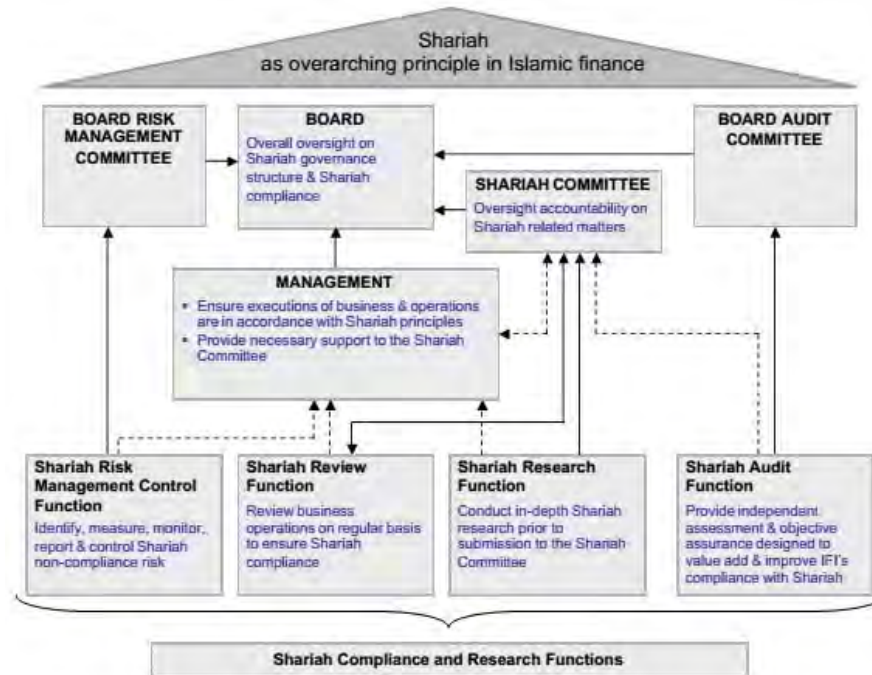 Shariah
as overarching principle in Islamic finance
BOARD RISK
MANAGEMENT
COMMITTEE
BOARD
Overall oversight on
Shariah governance
structure & Shariah
compliance
BOARD AUDIT
COMMITTEE
SHARIAH COMMITTEE
Oversight accountability on
Shariah related matters
MANAGEMENT
▪ Ensure executions of business & operations
are in accordance with Shariah principles
▪ Provide necessary support to the Shariah
Committee
Shariah Risk
Management Control
Function
Identify, measure, monitor,
report & control Shariah
non-compliance risk
Shariah Review
Function
Review business
operations on regular basis
to ensure Shariah
compliance
Shariah Research
Function
Conduct in-depth Shariah
research prior to
submission to the Shariah
Committee
Shariah Audit
Function
Provide independent
assessment & objective
assurance designed to
value add & improve IFI's
compliance with Shariah
Shariah Compliance and Research Functions